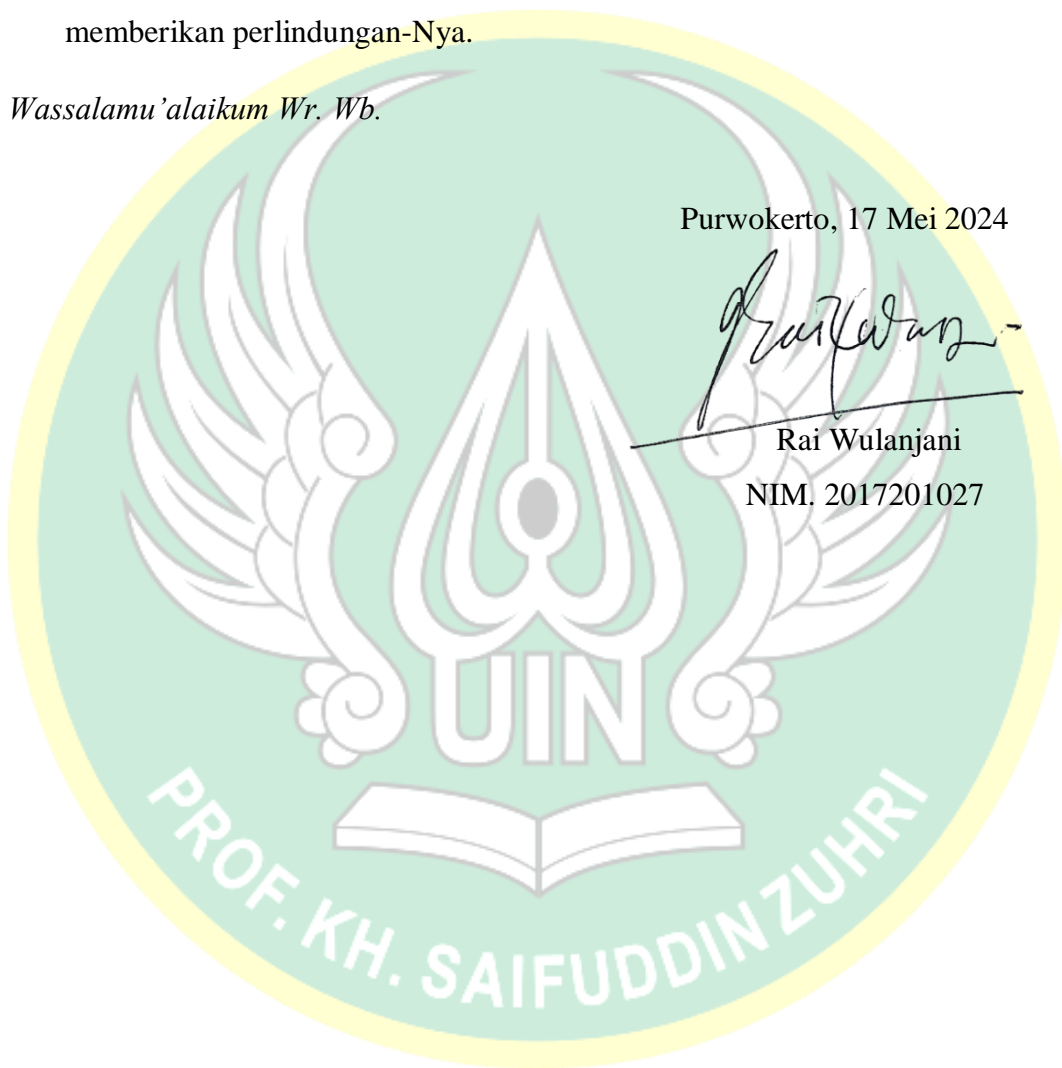 memberikan perlindungan-Nya.
Wassalamu’alaikum Wr. Wb.
Purwokerto, 17 Mei 2024
Rai Wulanjani
NIM. 2017201027
UIN
PROF. KH. SAIFUDDIN ZUHRI